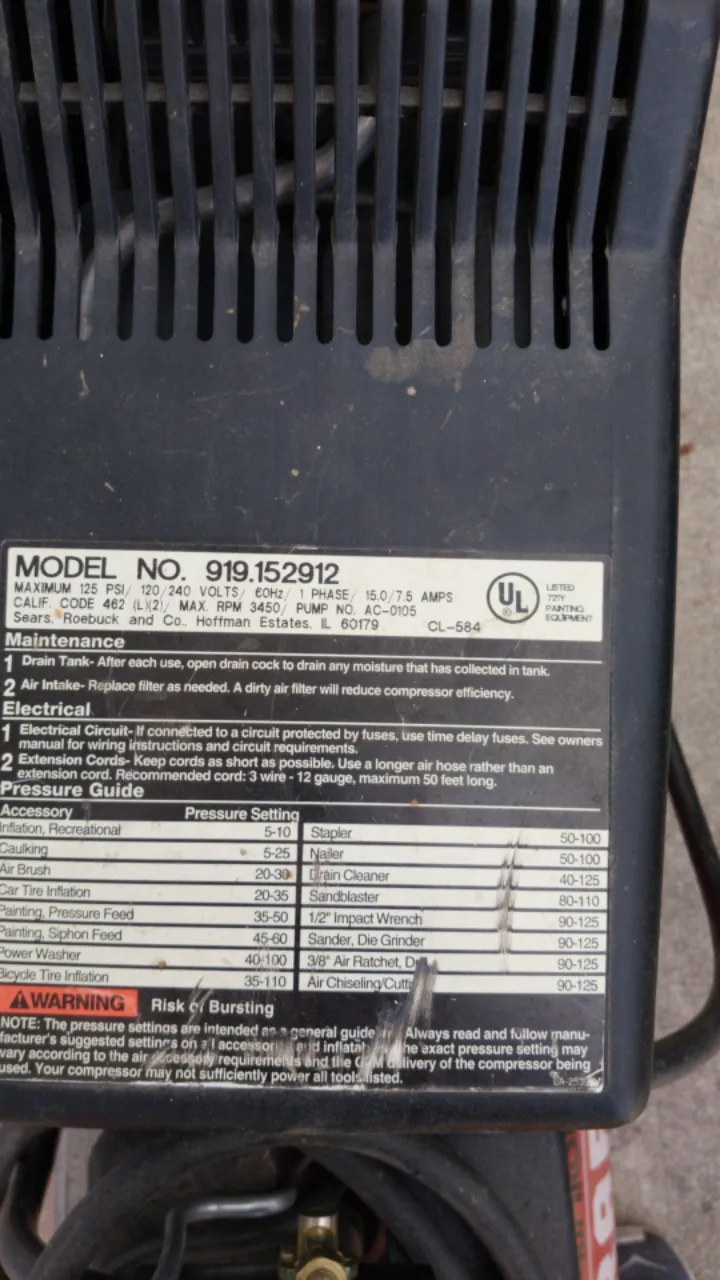 MODEL NO. 919.152912
MAXIMUM 125 PSI/ 120/240 VOLTS/ 60HZ/ 1 PHASE/ 15.0/7.5 AMPS
CALIF. CODE 462 (L)(2)/ MAX. RPM 3450/ PUMP NO. AC-0105
Sears. Roebuck and Co., Hoffman Estates. IL 60179 CL-584
UL
®
LISTED
727Y
PAINTING
EQUIPMENT
Maintenance
1 Drain Tank- After each use, open drain cock to drain any moisture that has collected in tank.
2 Air Intake- Replace filter as needed. A dirty air filter will reduce compressor efficiency.
Electrical
1 Electrical Circuit- If connected to a circuit protected by fuses, use time delay fuses. See owners
manual for wiring instructions and circuit requirements.
2 Extension Cords- Keep cords as short as possible. Use a longer air hose rather than an
extension cord. Recommended cord: 3 wire - 12 gauge, maximum 50 feet long.
Pressure Guide
Accessory Pressure Setting
Inflation, Recreational 5-10
Caulking 5-25
Air Brush 20-30
Car Tire Inflation 20-35
Painting, Pressure Feed 35-50
Painting, Siphon Feed 45-60
Power Washer 40-100
Bicycle Tire Inflation 35-110
Stapler 50-100
Nailer 50-100
Drain Cleaner 40-125
Sandblaster 80-110
1/2" Impact Wrench 90-125
Sander, Die Grinder 90-125
3/8" Air Ratchet, 90-125
Air Chiseling/Cutti 90-125
WARNING Risk of Bursting
NOTE: The pressure settings are intended as a general guide Always read and follow manu-
facturer's suggested settings on all accessories and inflatables The exact pressure setting may
vary according to the air accessory requirements and the CFM delivery of the compressor being
used. Your compressor may not sufficiently power all tools listed.